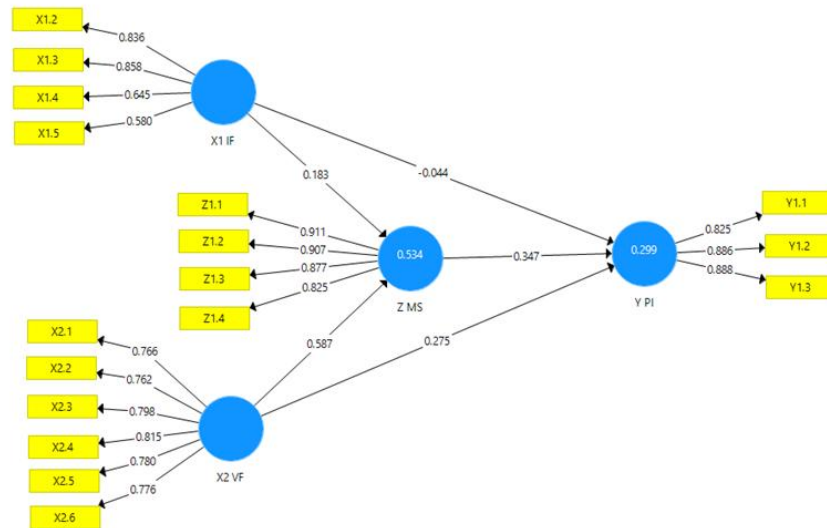 X1.2
0.836
X1.3
0.858
X1.4
0.645
X1.5
0.580
X1 IF
-0.044
0.183
Z1.1
0.911
Z1.2
0.907
Z1.3
0.877
Z1.4
0.825
0.534
Z MS
0.347
0.299
Y PI
0.825
Y1.1
0.886
Y1.2
0.888
Y1.3
0.587
0.275
X2.1
0.766
X2.2
0.762
X2.3
0.798
X2.4
0.815
X2.5
0.780
X2.6
0.776
X2 VF